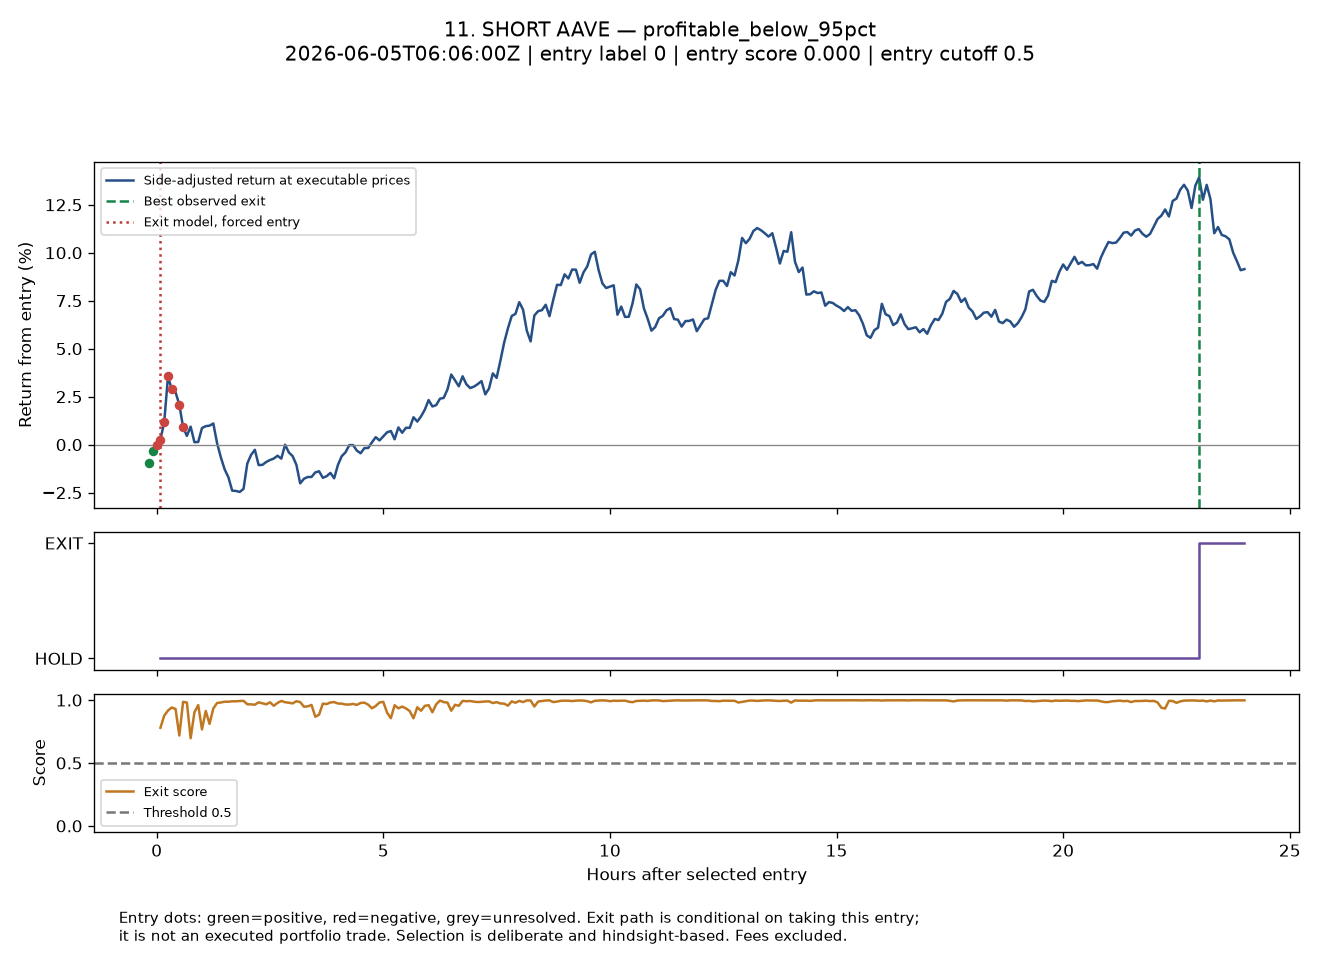 11. SHORT AAVE — profitable_below_95pct
2026-06-05T06:06:00Z | entry label 0 | entry score 0.000 | entry cutoff 0.5
Side-adjusted return at executable prices
Best observed exit
Exit model, forced entry
Return from entry (%)
12.5
10.0
7.5
5.0
2.5
0.0
−2.5
EXIT
HOLD
Score
1.0
0.5
0.0
Exit score
Threshold 0.5
0 5 10 15 20 25
Hours after selected entry
Entry dots: green=positive, red=negative, grey=unresolved. Exit path is conditional on taking this entry;
it is not an executed portfolio trade. Selection is deliberate and hindsight-based. Fees excluded.